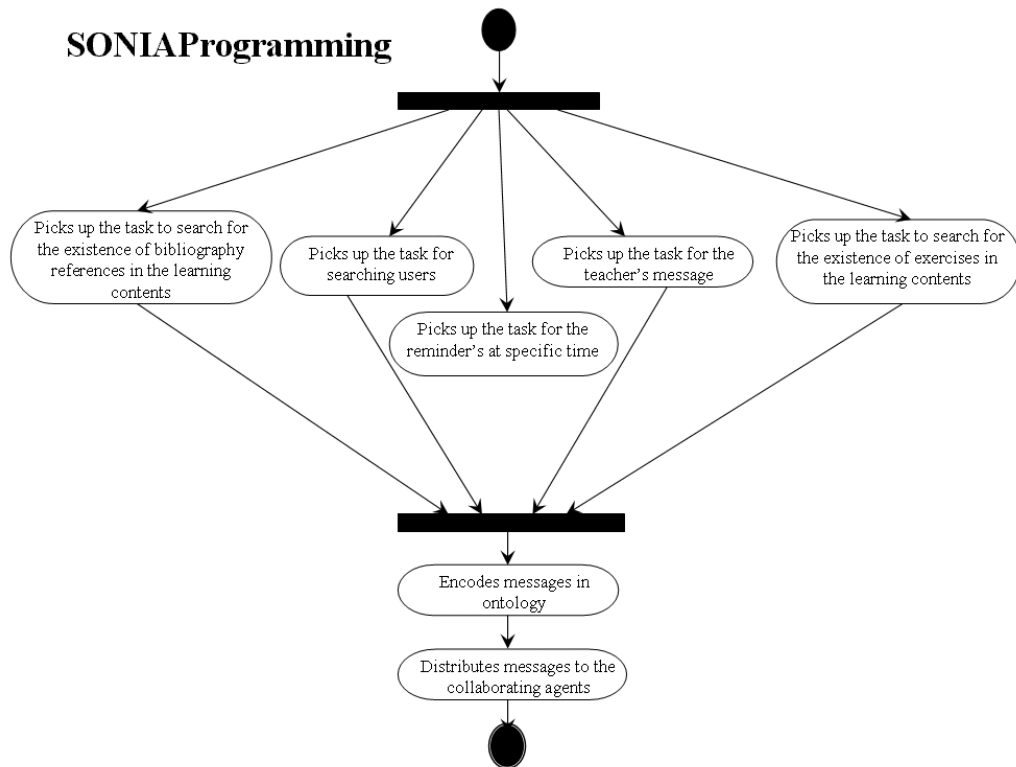 SONIAProgramming
Picks up the task to search for
the existence of bibliography
references in the learning
contents
Picks up the task for
searching users
Picks up the task for the
reminder's at specific time
Picks up the task for the
teacher's message
Picks up the task to search for
the existence of exercises in
the learning contents
Encodes messages in
ontology
Distributes messages to the
collaborating agents